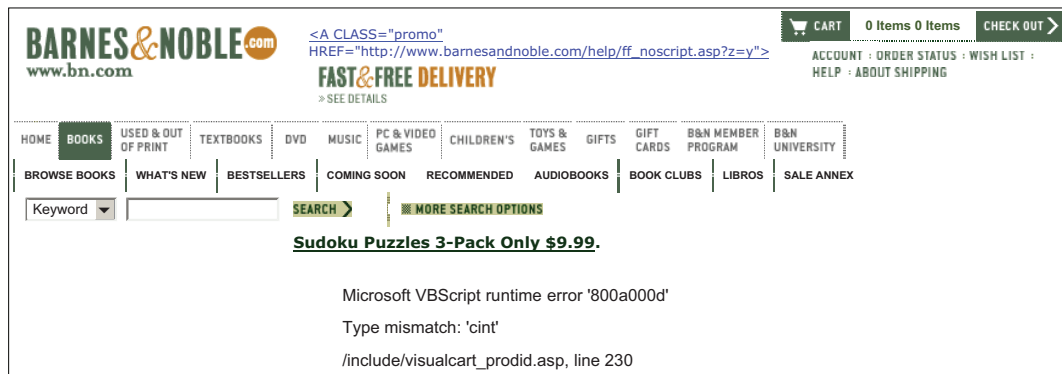 BARNES&NOBLE.com
www.bn.com
<A CLASS="promo"
HREF="http://www.barnesandnoble.com/help/ff_noscript.asp?z=y">
FAST&FREE DELIVERY
» SEE DETAILS
CART 0 Items 0 Items CHECK OUT
ACCOUNT : ORDER STATUS : WISH LIST :
HELP : ABOUT SHIPPING
HOME BOOKS USED & OUT OF PRINT TEXTBOOKS DVD MUSIC PC & VIDEO GAMES CHILDREN'S TOYS & GAMES GIFTS GIFT CARDS B&N MEMBER PROGRAM B&N UNIVERSITY
BROWSE BOOKS WHAT'S NEW BESTSELLERS COMING SOON RECOMMENDED AUDIOBOOKS BOOK CLUBS LIBROS SALE ANNEX
Keyword SEARCH MORE SEARCH OPTIONS
Sudoku Puzzles 3-Pack Only $9.99.
Microsoft VBScript runtime error '800a000d'
Type mismatch: 'cint'
/include/visualcart_prodid.asp, line 230